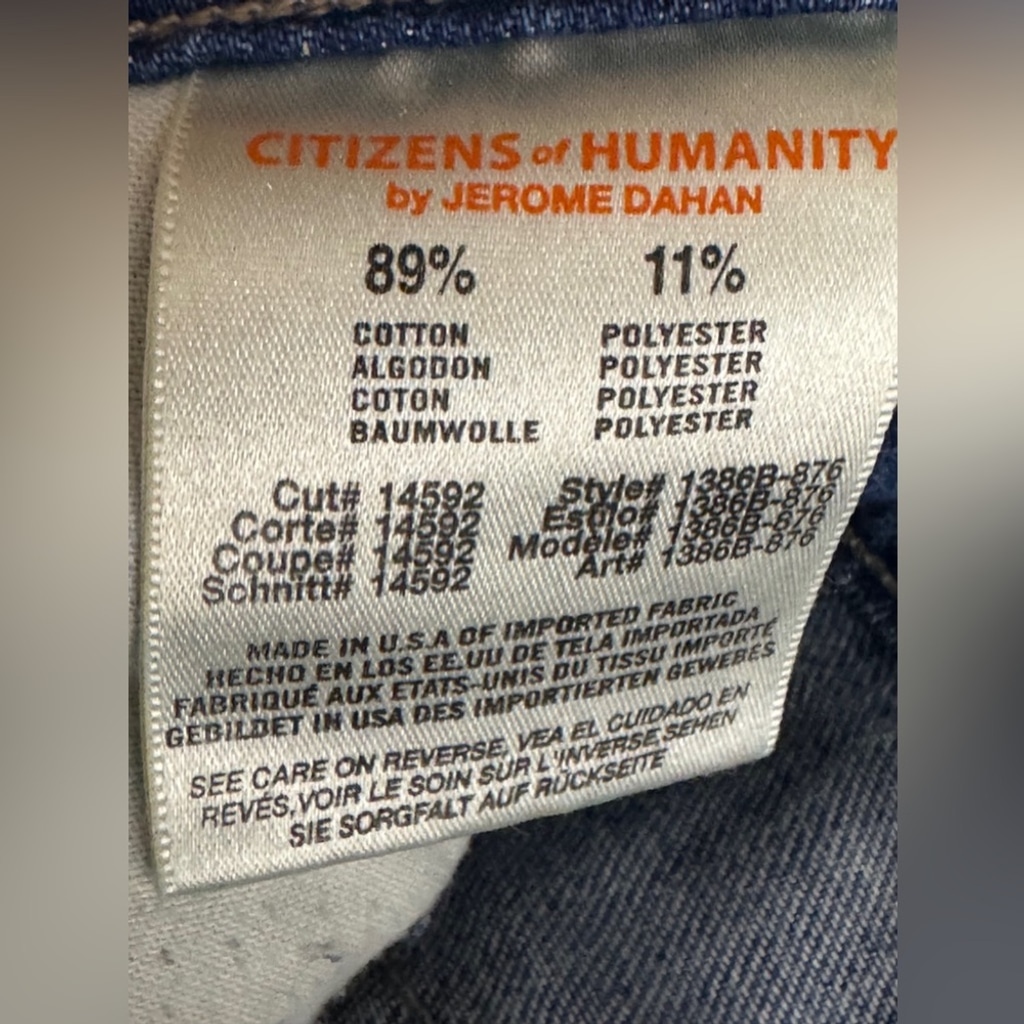 CITIZENS of HUMANITY
by JEROME DAHAN
89% 11%
COTTON POLYESTER
ALGODON POLYESTER
COTON POLYESTER
BAUMWOLLE POLYESTER
Cut# 14592 Style# 1386B-876
Corte# 14592 Estilo# 1386B-876
Coupe# 14592 Modele# 1386B-876
Schnitt# 14592 Art# 1386B-876
MADE IN U.S.A OF IMPORTED FABRIC
HECHO EN LOS EE.UU DE TELA IMPORTADA
FABRIQUÉ AUX ETATS-UNIS DU TISSU IMPORTÉ
GEBILDET IN USA DES IMPORTIERTEN GEWEBES
SEE CARE ON REVERSE, VEA EL CUIDADO EN
REVÉS, VOIR LE SOIN SUR L'INVERSE SEHEN
SIE SORGFALT AUF RÜCKSEITE